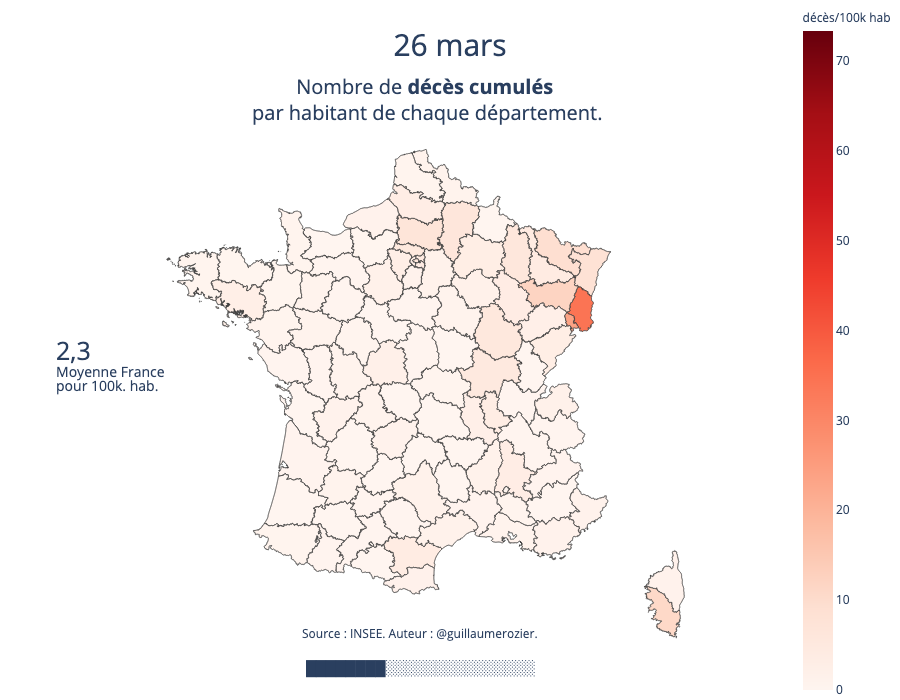 26 mars
Nombre de décès cumulés
par habitant de chaque département.
décès/100k hab
70
60
50
40
30
20
10
0
2,3
Moyenne France
pour 100k. hab.
Source : INSEE. Auteur : @guillaumerozier.